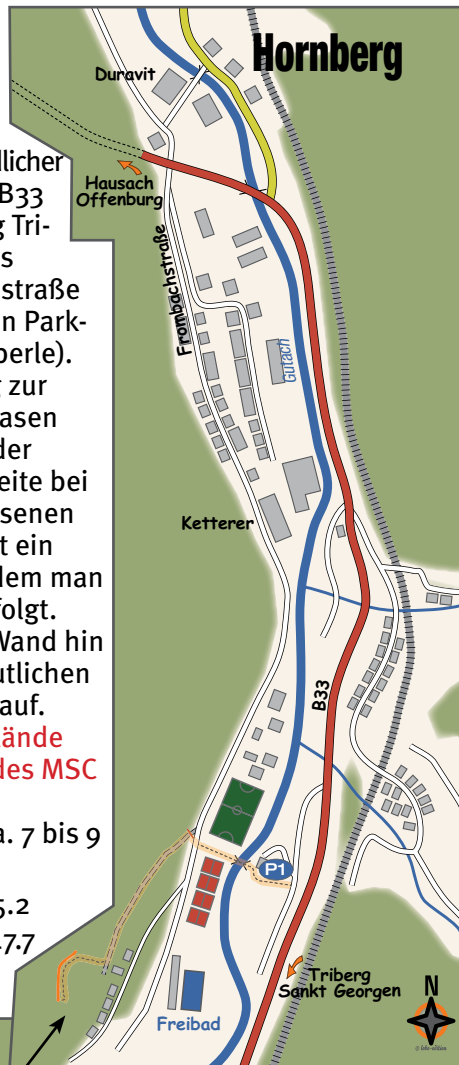 Hornberg
Duravit
Hausach
Offenburg
Frombachstraße
Gutach
Ketterer
B33
P1
Triberg
Sankt Georgen
Freibad
N
dlicher
B33
g Tri-
s
straße
n Park-
perle).
g zur
asen
der
eite bei
senen
t ein
dem man
folgt.
Wand hin
utlichen
auf.
ände
des MSC
a. 7 bis 9
5.2
7.7